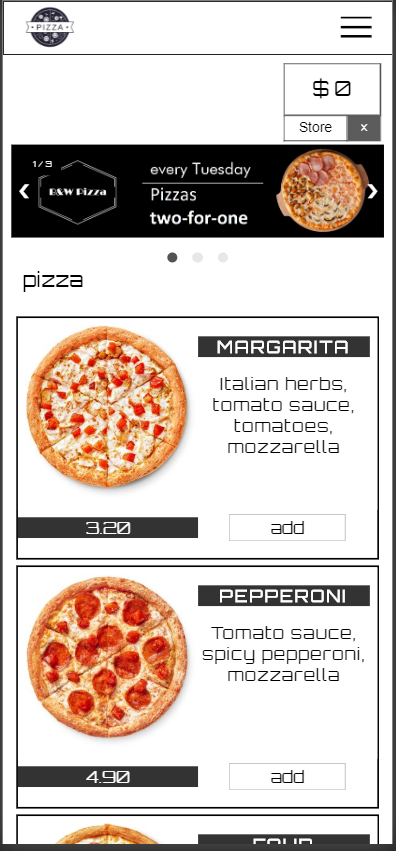 PIZZA
$0
Store
x
1/3
B&W Pizza
every Tuesday
Pizzas
two-for-one
pizza
MARGARITA
Italian herbs,
tomato sauce,
tomatoes,
mozzarella
3.20
add
PEPPERONI
Tomato sauce,
spicy pepperoni,
mozzarella
4.90
add